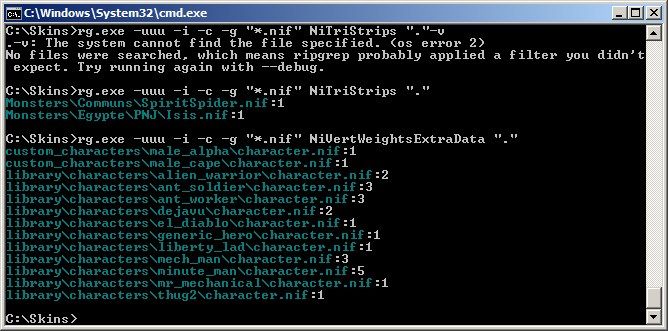 C:\Windows\System32\cmd.exe
C:\Skins>rg.exe -uuu -i -c -g "*.nif" NiTriStrips "."-v
.-v: The system cannot find the file specified. (os error 2)
No files were searched, which means ripgrep probably applied a filter you didn't
 expect. Try running again with --debug.
C:\Skins>rg.exe -uuu -i -c -g "*.nif" NiTriStrips "."
Monsters\Communs\SpiritSpider.nif:1
Monsters\Egypte\PNJ\Isis.nif:1
C:\Skins>rg.exe -uuu -i -c -g "*.nif" NiVertWeightsExtraData "."
custom_characters\male_alpha\character.nif:1
custom_characters\male_cape\character.nif:1
library\characters\alien_warrior\character.nif:2
library\characters\ant_soldier\character.nif:3
library\characters\ant_worker\character.nif:3
library\characters\dejavu\character.nif:2
library\characters\el_diablo\character.nif:1
library\characters\generic_hero\character.nif:1
library\characters\liberty_lad\character.nif:1
library\characters\mech_man\character.nif:3
library\characters\minute_man\character.nif:5
library\characters\mr_mechanical\character.nif:1
library\characters\thug2\character.nif:1
C:\Skins>